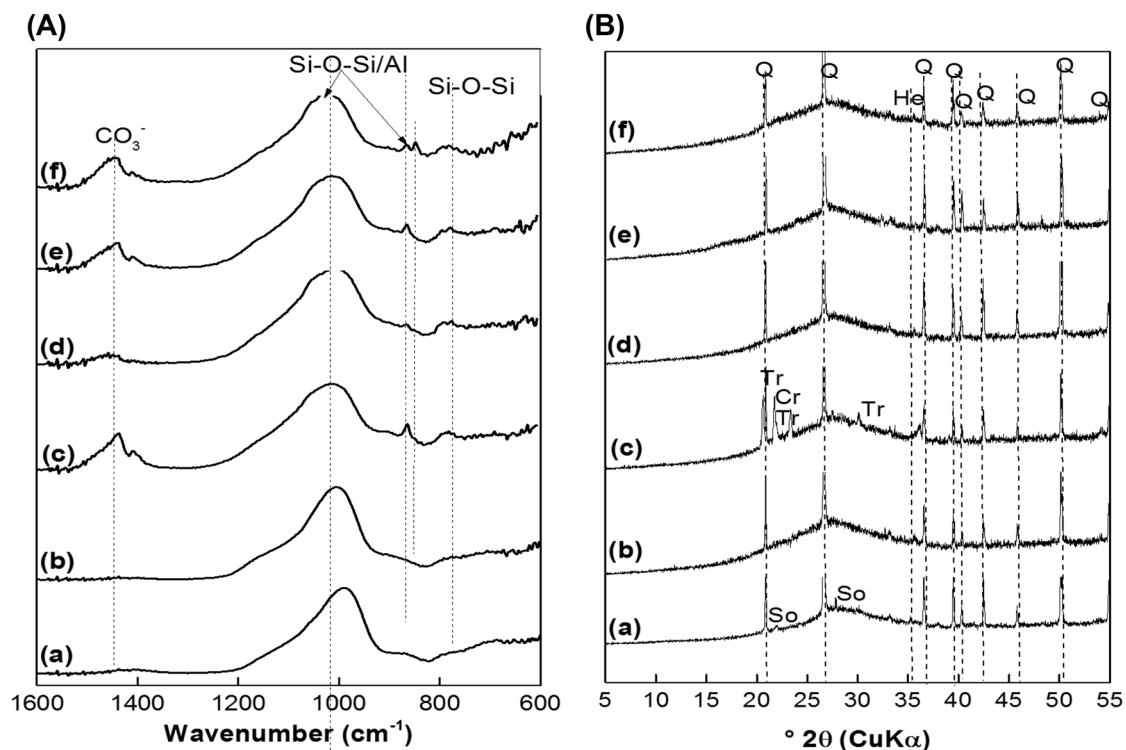 (A)
Si-O-Si/Al
Si-O-Si
CO₃⁻
(f)
(e)
(d)
(c)
(b)
(a)
1600 1400 1200 1000 800 600
Wavenumber (cm⁻¹)
(B)
Q Q He Q Q Q Q Q Q Q
(f)
(e)
(d)
Tr
Cr
Tr
Tr
(c)
(b)
So
So
(a)
5 10 15 20 25 30 35 40 45 50 55
° 2θ (CuKα)